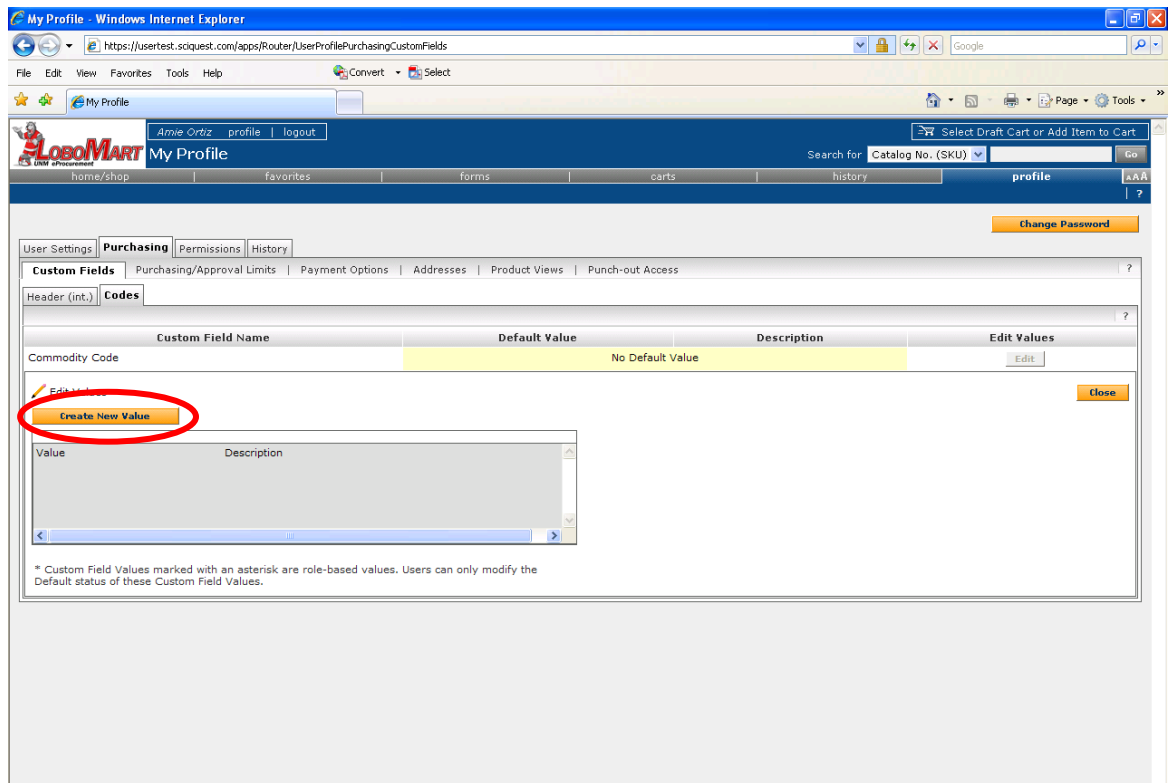 My Profile - Windows Internet Explorer
https://usertest.sciquest.com/apps/Router/UserProfilePurchasingCustomFields
Google
File Edit View Favorites Tools Help
Convert Select
My Profile
Page Tools
Amie Ortiz profile | logout
Select Draft Cart or Add Item to Cart
LOBOMART
UNM eProcurement
My Profile
Search for Catalog No. (SKU) Go
home/shop | favorites | forms | carts | history | profile AAA
| ?
Change Password
User Settings Purchasing Permissions History
Custom Fields | Purchasing/Approval Limits | Payment Options | Addresses | Product Views | Punch-out Access ?
Header (int.) Codes
?
Custom Field Name Default Value Description Edit Values
Commodity Code No Default Value Edit
Edit Values
Close
Create New Value
Value Description
* Custom Field Values marked with an asterisk are role-based values. Users can only modify the
Default status of these Custom Field Values.